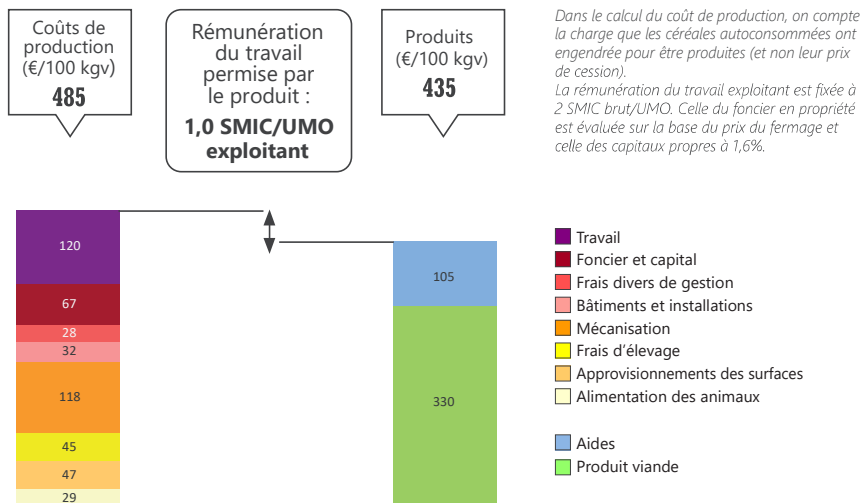 Coûts de
production
(€/100 kgv)
485
Rémunération
du travail
permise par
le produit :
1,0 SMIC/UMO
exploitant
Produits
(€/100 kgv)
435
Dans le calcul du coût de production, on compte
la charge que les céréales autoconsommées ont
engendrée pour être produites (et non leur prix
de cession).
La rémunération du travail exploitant est fixée à
2 SMIC brut/UMO. Celle du foncier en propriété
est évaluée sur la base du prix du fermage et
celle des capitaux propres à 1,6%.
120
67
28
32
118
45
47
29
105
330
Travail
Foncier et capital
Frais divers de gestion
Bâtiments et installations
Mécanisation
Frais d'élevage
Approvisionnements des surfaces
Alimentation des animaux
Aides
Produit viande